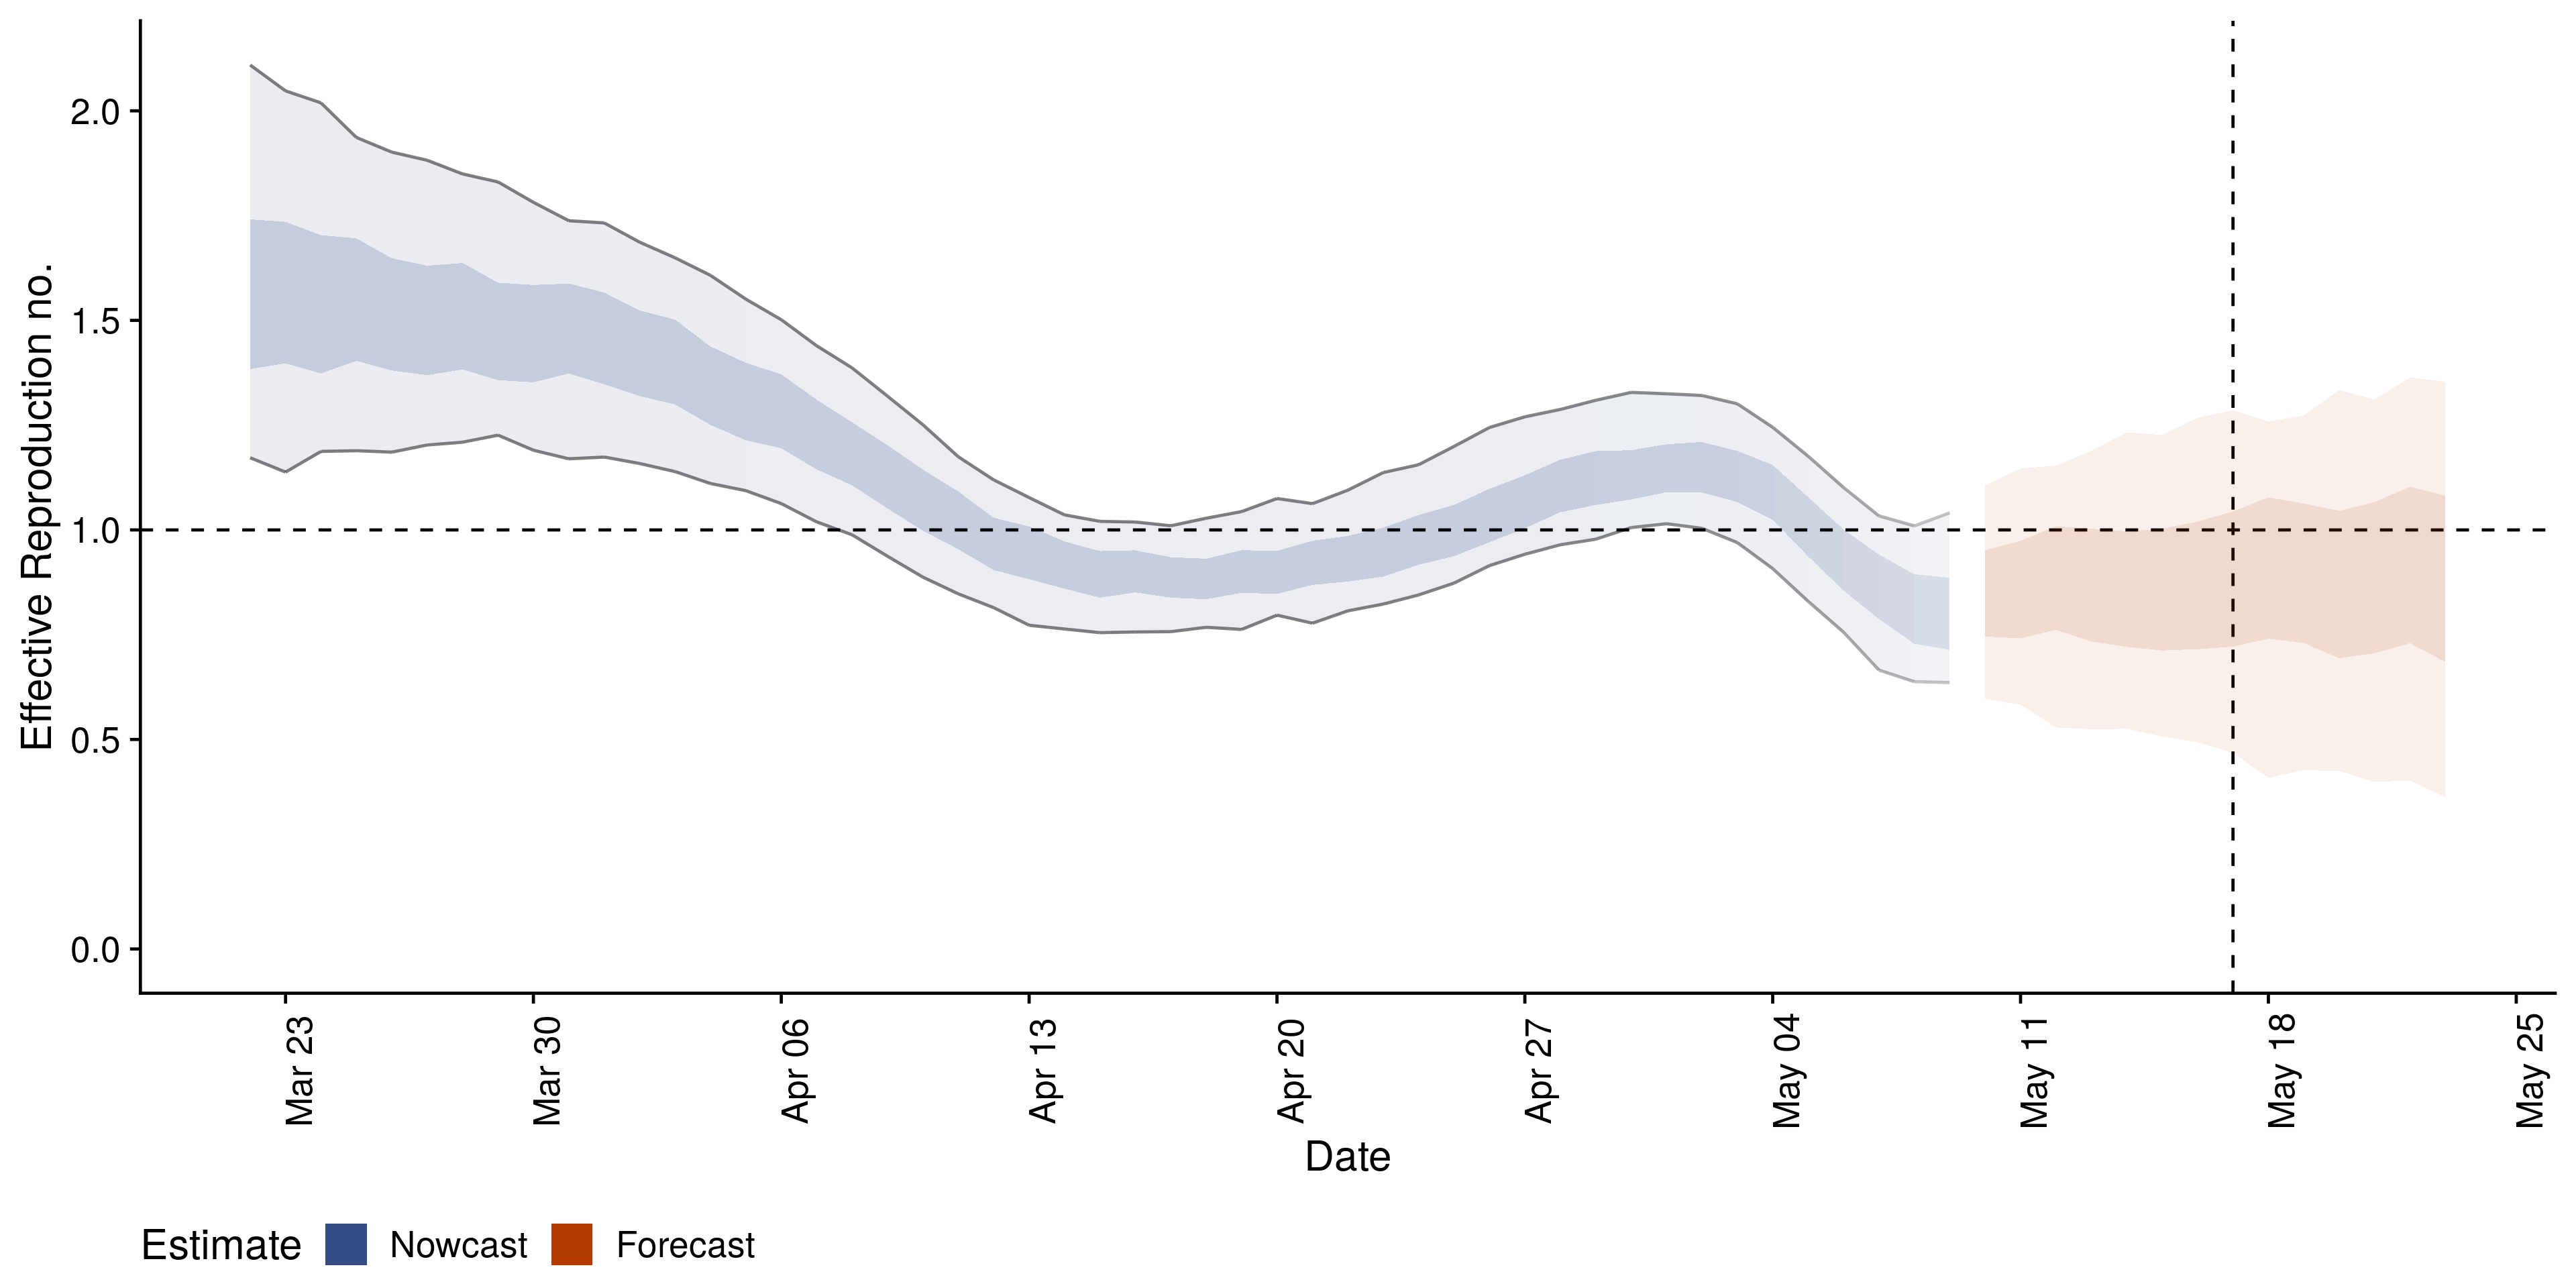 Effective Reproduction no.
2.0
1.5
1.0
0.5
0.0
Mar 23
Mar 30
Apr 06
Apr 13
Apr 20
Apr 27
May 04
May 11
May 18
May 25
Date
Estimate Nowcast Forecast